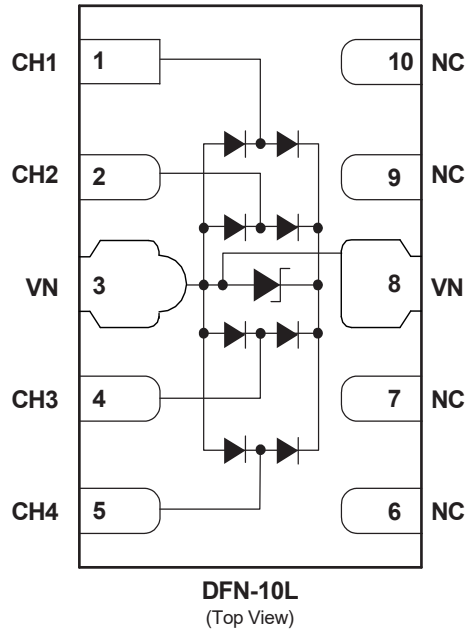 CH1 1 10 NC
CH2 2 9 NC
VN 3 8 VN
CH3 4 7 NC
CH4 5 6 NC
DFN-10L
(Top View)